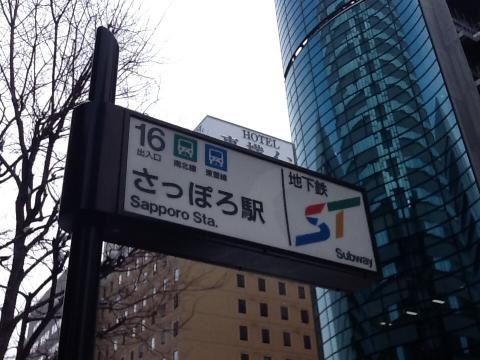 16
出入口
南北線
東豊線
さっぽろ駅
Sapporo Sta.
地下鉄
ST
Subway
HOTEL